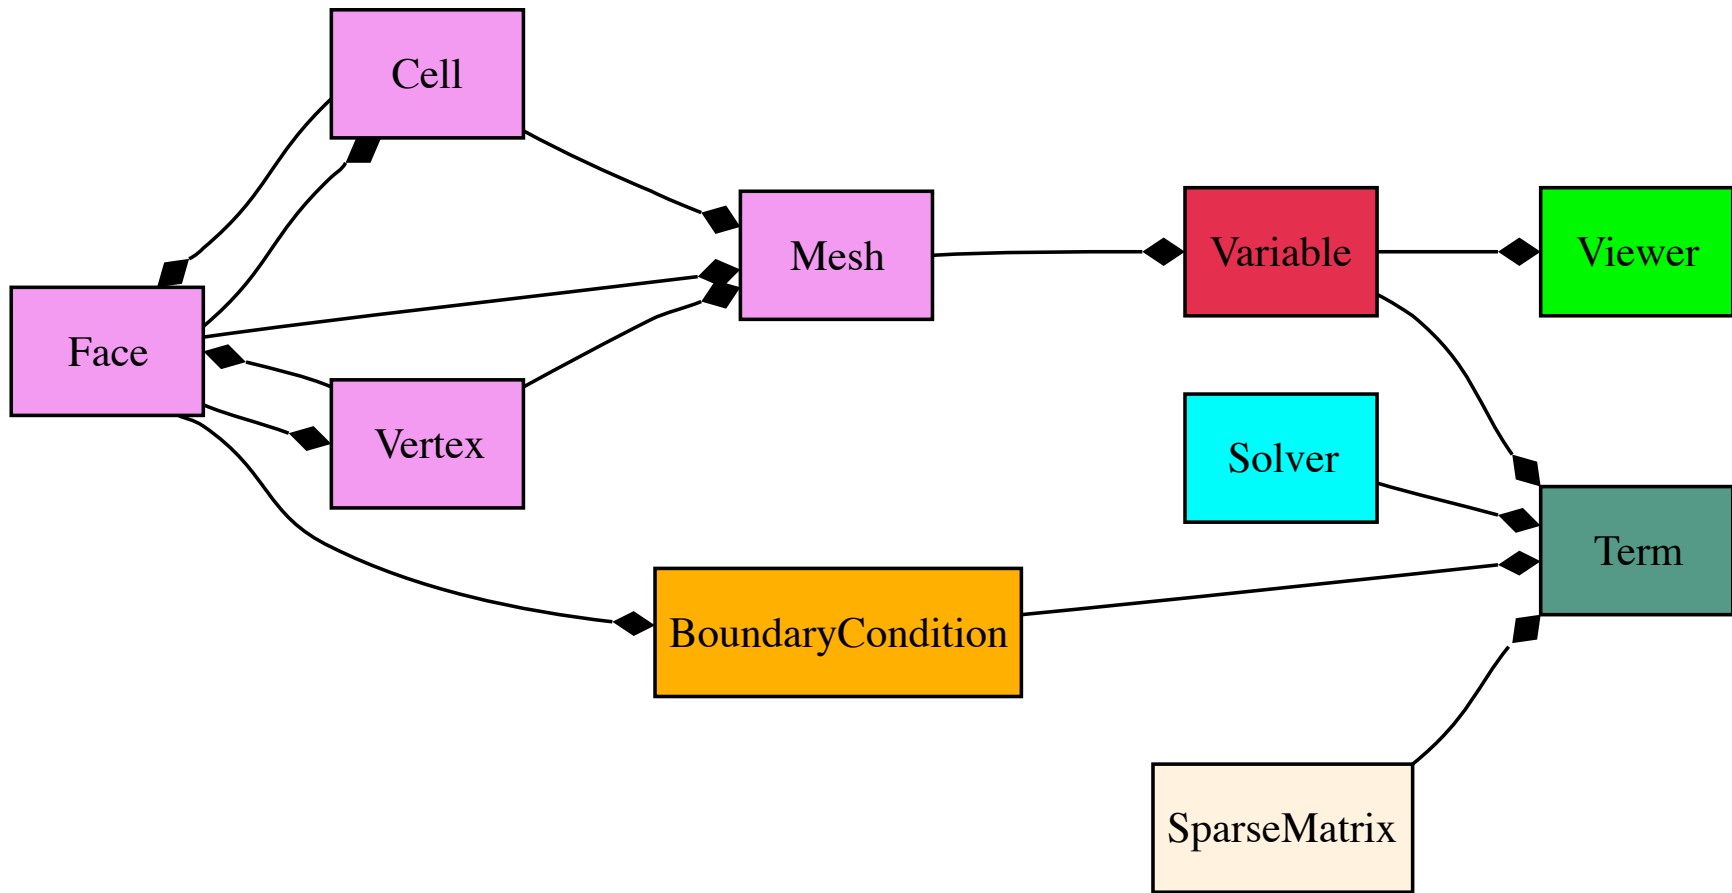 Cell
Mesh
Variable
Viewer
Face
Vertex
Solver
Term
BoundaryCondition
SparseMatrix